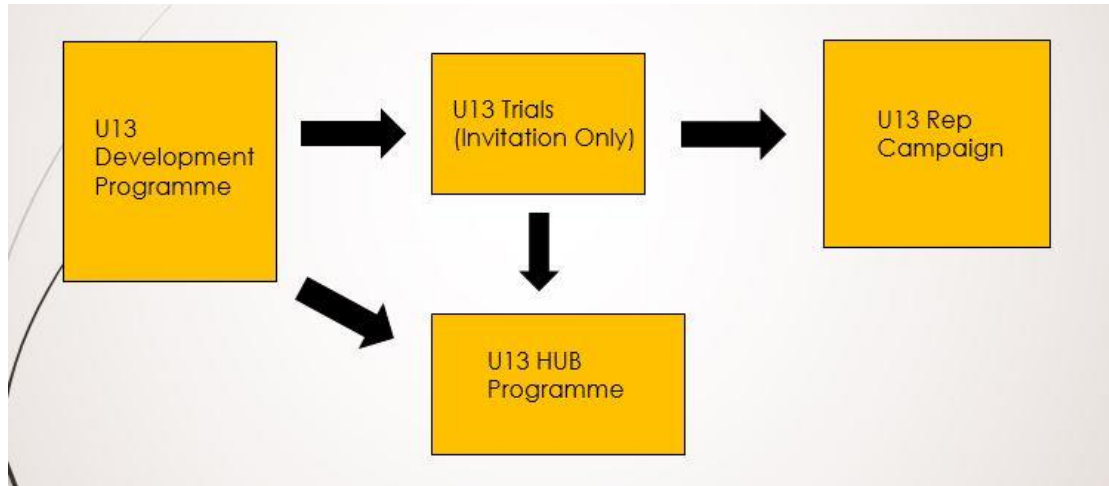 U13
Development
Programme
U13 Trials
(Invitation Only)
U13 Rep
Campaign
U13 HUB
Programme